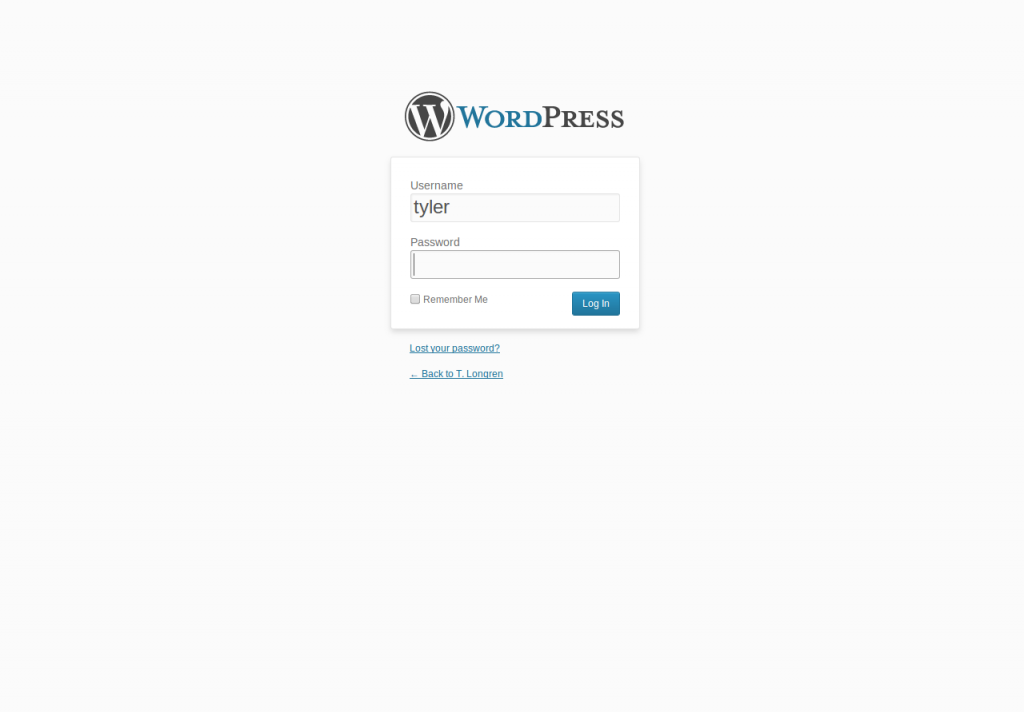 WORDPRESS
Username
tyler
Password
Remember Me
Log In
Lost your password?
← Back to T. Longren